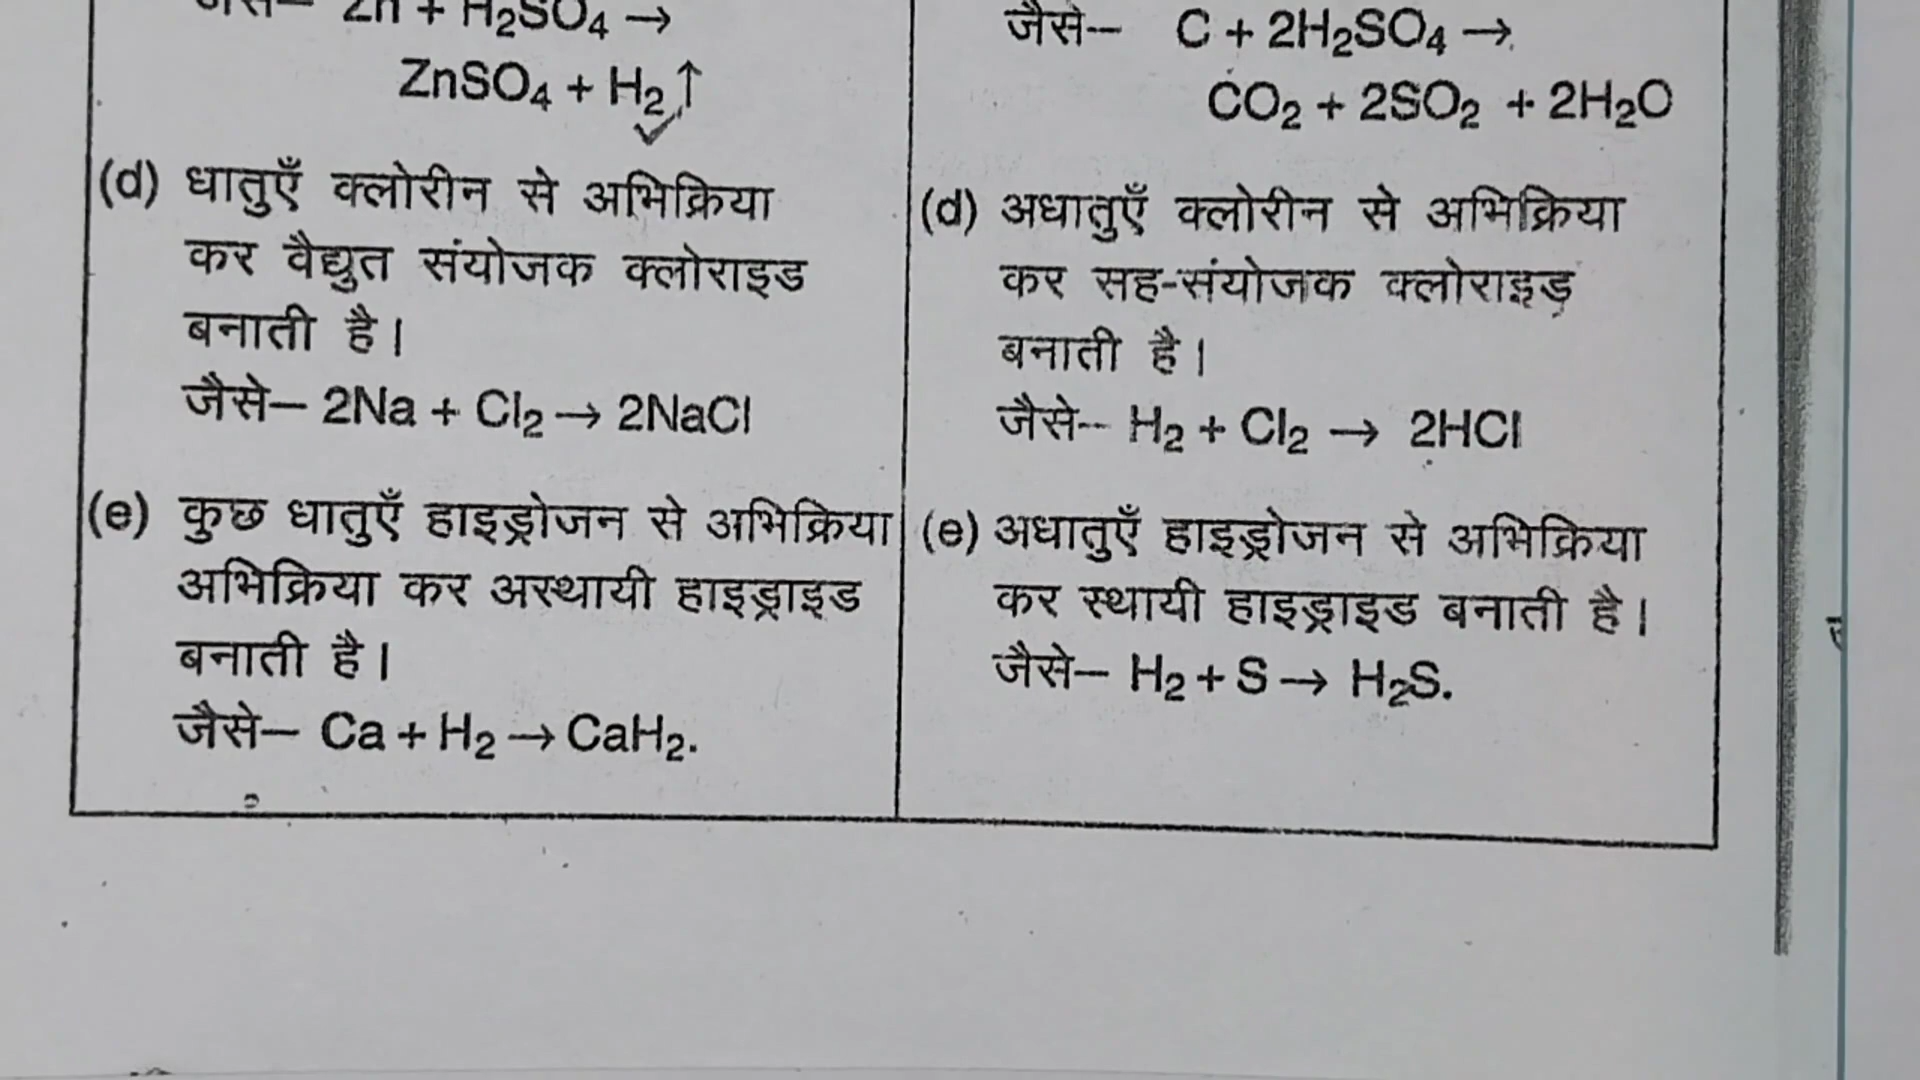 जैसे— Zn + H₂SO₄ →
ZnSO₄ + H₂↑
(d) धातुएँ क्लोरीन से अभिक्रिया
कर वैद्युत संयोजक क्लोराइड
बनाती है।
जैसे— 2Na + Cl₂ → 2NaCl
(e) कुछ धातुएँ हाइड्रोजन से अभिक्रिया
अभिक्रिया कर अस्थायी हाइड्राइड
बनाती है।
जैसे— Ca + H₂ → CaH₂.
जैसे-- C + 2H₂SO₄ →
CO₂ + 2SO₂ + 2H₂O
(d) अधातुएँ क्लोरीन से अभिक्रिया
कर सह-संयोजक क्लोराइड़
बनाती है।
जैसे-- H₂ + Cl₂ → 2HCl
(e) अधातुएँ हाइड्रोजन से अभिक्रिया
कर स्थायी हाइड्राइड बनाती है।
जैसे— H₂ + S → H₂S.